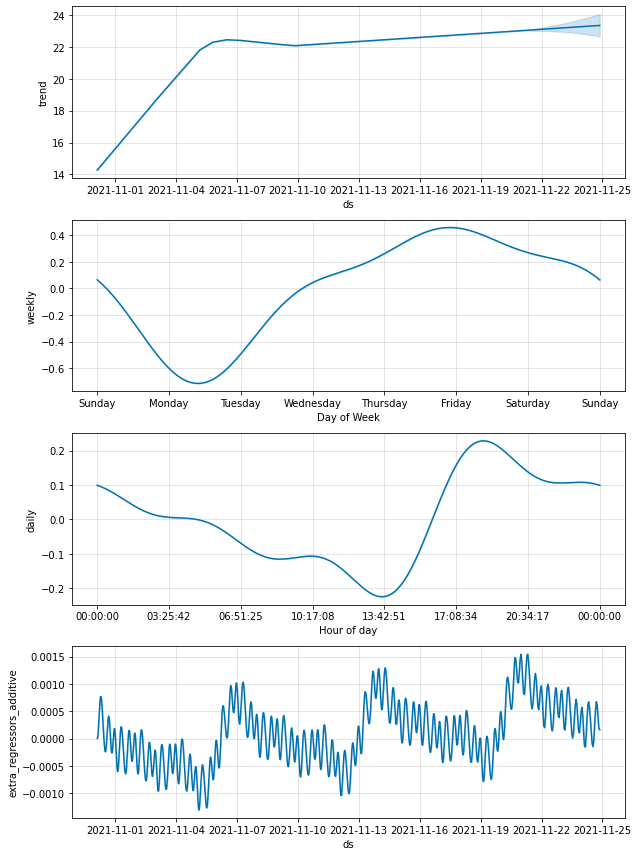 24
22
20
18
16
14
trend
2021-11-01 2021-11-04 2021-11-07 2021-11-10 2021-11-13 2021-11-16 2021-11-19 2021-11-22 2021-11-25
ds
0.4
0.2
0.0
−0.2
−0.4
−0.6
weekly
Sunday Monday Tuesday Wednesday Thursday Friday Saturday Sunday
Day of Week
0.2
0.1
0.0
−0.1
−0.2
daily
00:00:00 03:25:42 06:51:25 10:17:08 13:42:51 17:08:34 20:34:17 00:00:00
Hour of day
0.0015
0.0010
0.0005
0.0000
−0.0005
−0.0010
extra_regressors_additive
2021-11-01 2021-11-04 2021-11-07 2021-11-10 2021-11-13 2021-11-16 2021-11-19 2021-11-22 2021-11-25
ds